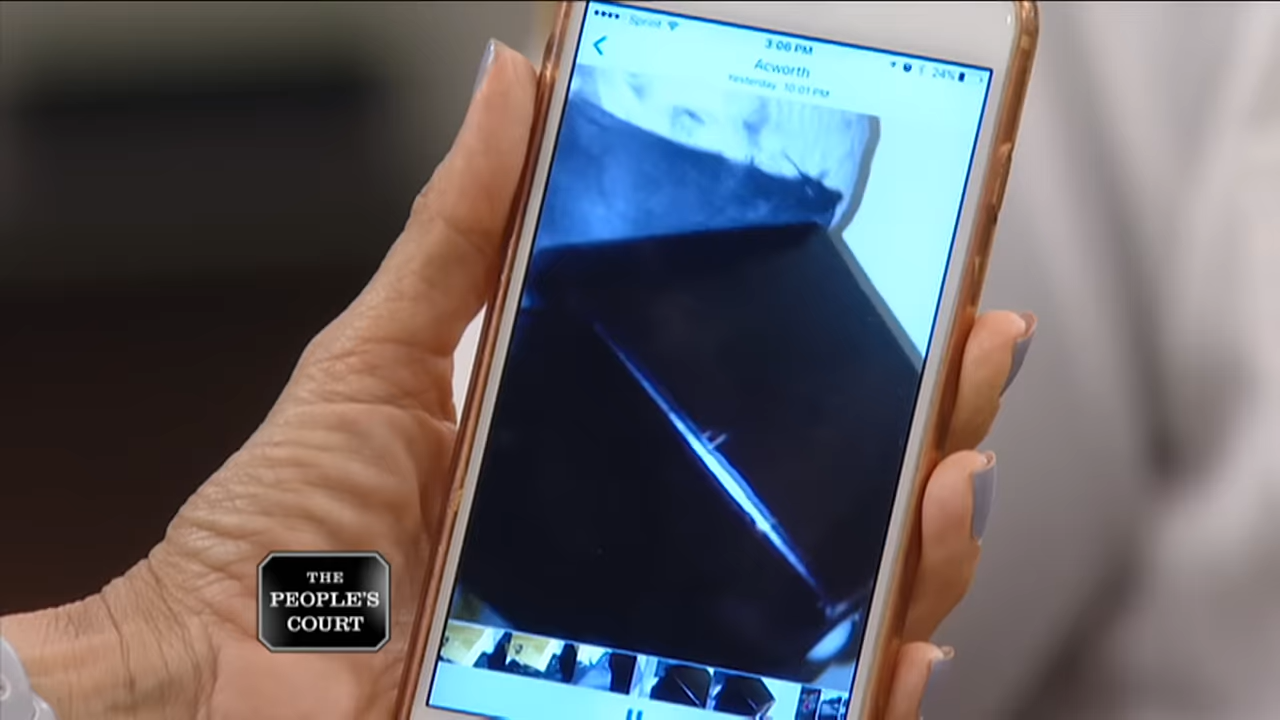 Sprint
3:06 PM
24%
Acworth
Yesterday 10:01 PM
THE
PEOPLE'S
COURT